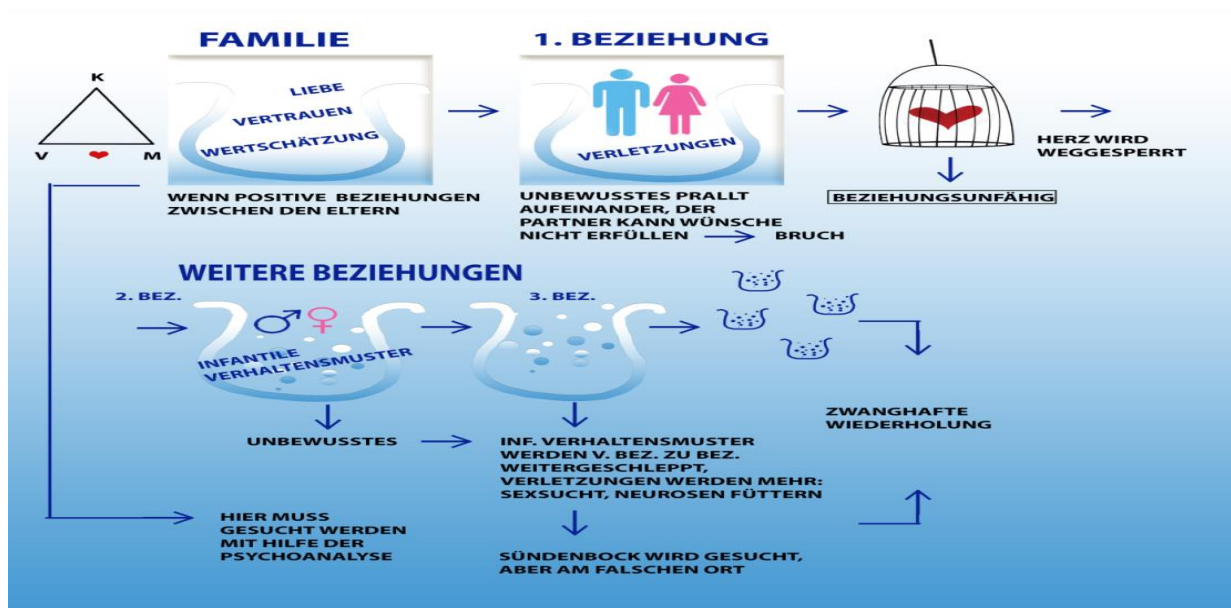 K
V
M
FAMILIE
LIEBE
VERTRAUEN
WERTSCHÄTZUNG
WENN POSITIVE BEZIEHUNGEN
ZWISCHEN DEN ELTERN
1. BEZIEHUNG
VERLETZUNGEN
UNBEWUSSTES PRALLT
AUFEINANDER, DER
PARTNER KANN WÜNSCHE
NICHT ERFÜLLEN
BRUCH
BEZIEHUNGSUNFÄHIG
HERZ WIRD
WEGGESPERRT
WEITERE BEZIEHUNGEN
2. BEZ.
INFANTILE
VERHALTENSMUSTER
UNBEWUSSTES
3. BEZ.
INF. VERHALTENSMUSTER
WERDEN V. BEZ. ZU BEZ.
WEITERGESCHLEPPT,
VERLETZUNGEN WERDEN MEHR:
SEXSUCHT, NEUROSEN FÜTTERN
ZWANGHAFTE
WIEDERHOLUNG
HIER MUSS
GESUCHT WERDEN
MIT HILFE DER
PSYCHOANALYSE
SÜNDENBOCK WIRD GESUCHT,
ABER AM FALSCHEN ORT